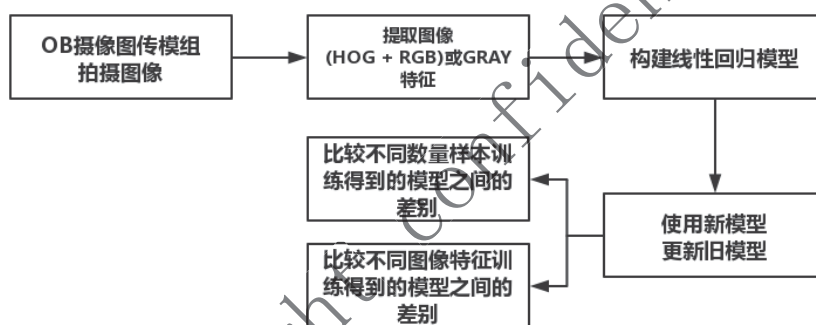 OB摄像图传模组
拍摄图像
提取图像
(HOG + RGB)或GRAY
特征
构建线性回归模型
比较不同数量样本训
练得到的模型之间的
差别
使用新模型
更新旧模型
比较不同图像特征训
练得到的模型之间的
差别